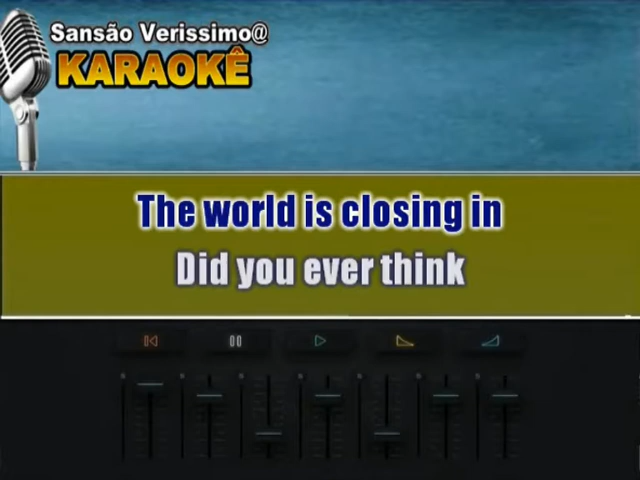 Sansão Verissimo@
KARAOKÊ
The world is closing in
Did you ever think